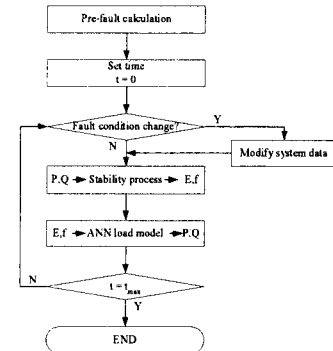 Pre-fault calculation
Set time
t = 0
Fault condition change?
Y
N
Modify system data
P,Q → Stability process → E,f
E,f → ANN load model → P,Q
N
t = tmax
Y
END